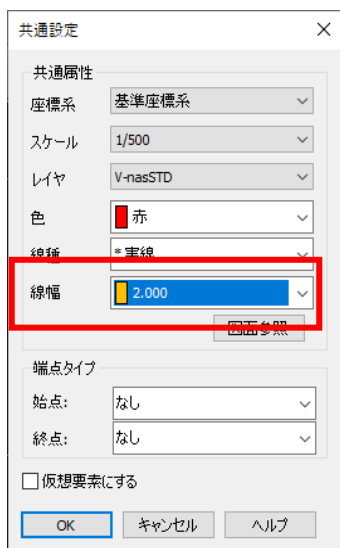 共通設定
共通属性
座標系 基準座標系
スケール 1/500
レイヤ V-nasSTD
色 赤
線種 *実線
線幅 2.000
図面参照
端点タイプ
始点: なし
終点: なし
仮想要素にする
OK キャンセル ヘルプ